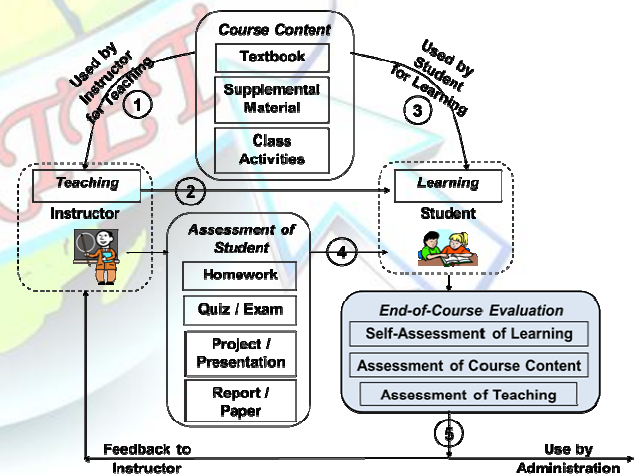 Course Content
Textbook
Supplemental
Material
Class
Activities
Used by
Instructor
for Teaching
1
Used by
Student
for Learning
3
Teaching
Instructor
2
Learning
Student
Assessment of
Student
Homework
Quiz / Exam
Project /
Presentation
Report /
Paper
4
End-of-Course Evaluation
Self-Assessment of Learning
Assessment of Course Content
Assessment of Teaching
5
Feedback to
Instructor
Use by
Administration